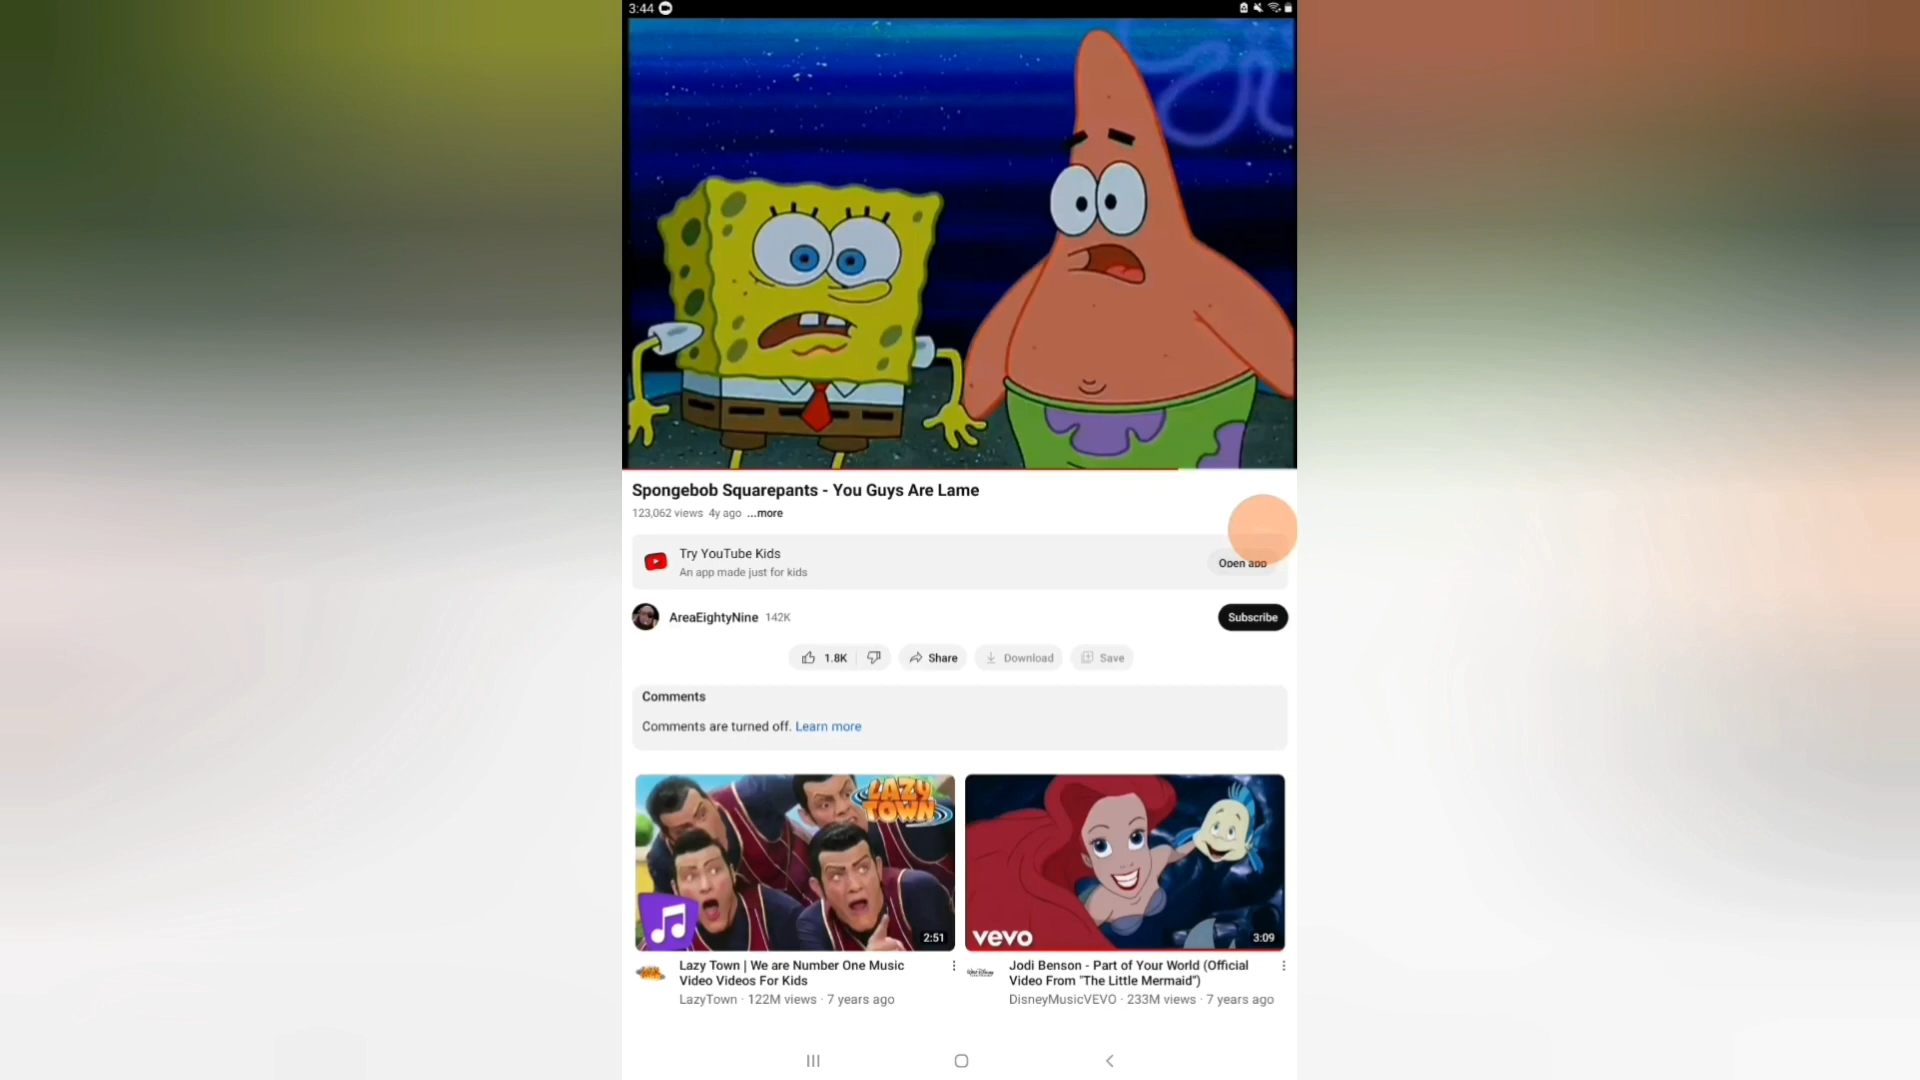 3:44
Spongebob Squarepants - You Guys Are Lame
123,062 views 4y ago ...more
Try YouTube Kids
An app made just for kids
Open app
AreaEightyNine 142K
Subscribe
1.8K Share Download Save
Comments
Comments are turned off. Learn more
LAZY TOWN
2:51
vevo
3:09
Lazy Town | We are Number One Music
Video Videos For Kids
LazyTown · 122M views · 7 years ago
Jodi Benson - Part of Your World (Official
Video From "The Little Mermaid")
DisneyMusicVEVO · 233M views · 7 years ago